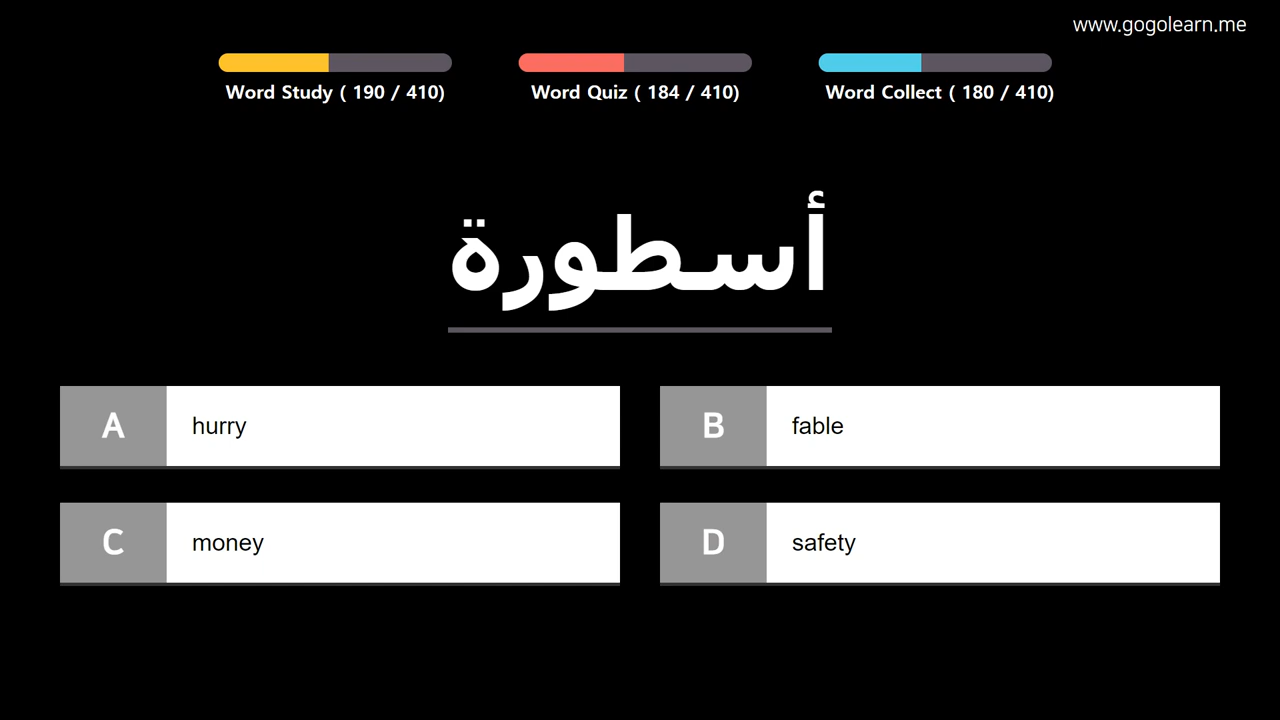 www.gogolearn.me
Word Study ( 190 / 410)
Word Quiz ( 184 / 410)
Word Collect ( 180 / 410)
أسطورة
A hurry
B fable
C money
D safety